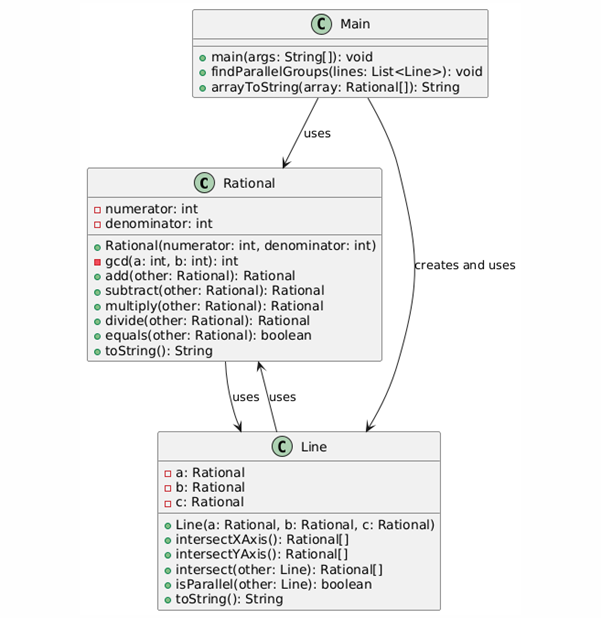 C Main
main(args: String[]): void
findParallelGroups(lines: List<Line>): void
arrayToString(array: Rational[]): String
uses
C Rational
numerator: int
denominator: int
Rational(numerator: int, denominator: int)
gcd(a: int, b: int): int
add(other: Rational): Rational
subtract(other: Rational): Rational
multiply(other: Rational): Rational
divide(other: Rational): Rational
equals(other: Rational): boolean
toString(): String
creates and uses
uses
uses
C Line
a: Rational
b: Rational
c: Rational
Line(a: Rational, b: Rational, c: Rational)
intersectXAxis(): Rational[]
intersectYAxis(): Rational[]
intersect(other: Line): Rational[]
isParallel(other: Line): boolean
toString(): String